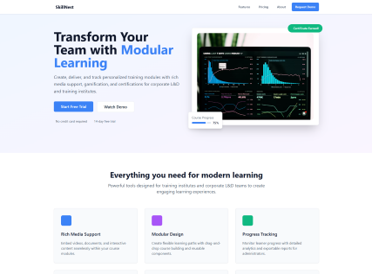 SkillNest
Features
Pricing
About
Request Demo
Transform Your
Team with Modular
Learning
Create, deliver, and track personalized training modules with rich
media support, gamification, and certifications for corporate L&D
and training institutes.
Start Free Trial
Watch Demo
No credit card required
14-day free trial
Certificate Earned!
Course Progress
Everything you need for modern learning
Powerful tools designed for training institutes and corporate L&D teams to create
engaging learning experiences.
Rich Media Support
Embed videos, documents, and interactive
content seamlessly within your course
modules.
Modular Design
Create flexible learning paths with drag-and-
drop course building and reusable
components.
Progress Tracking
Monitor learner progress with detailed
analytics and exportable reports for
administrators.